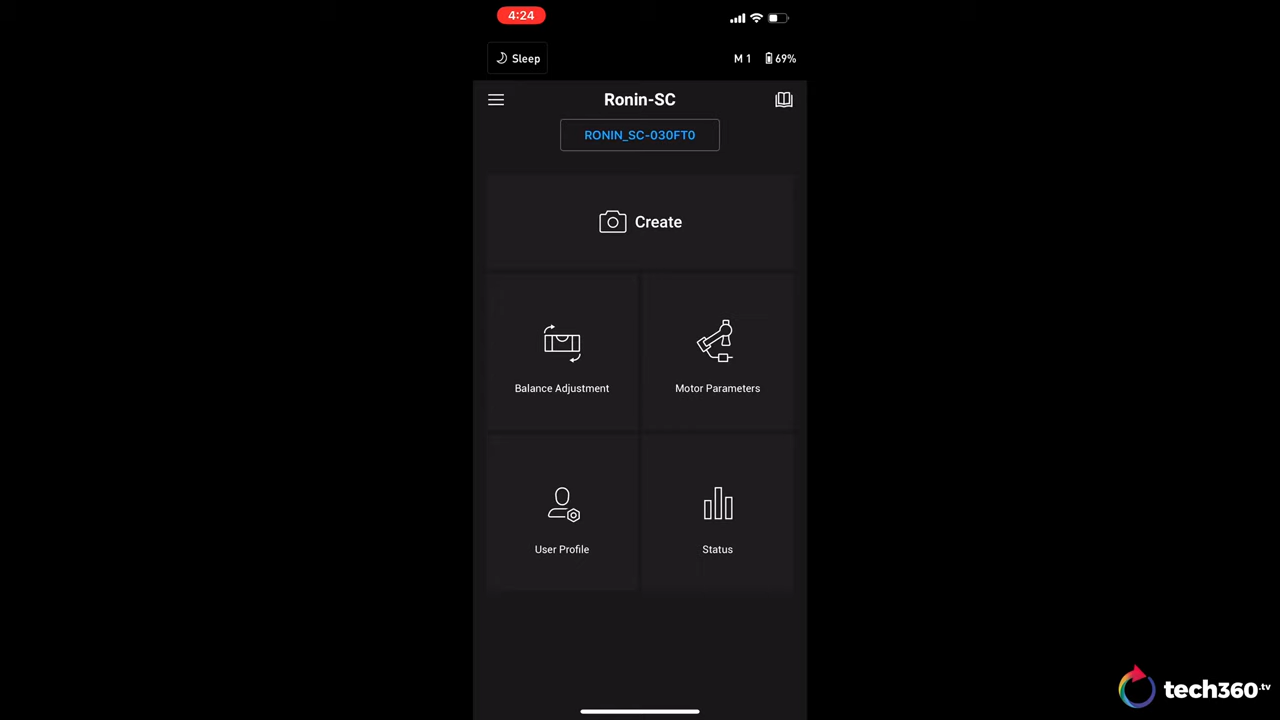 4:24
Sleep
M 1
69%
Ronin-SC
RONIN_SC-030FT0
Create
Balance Adjustment
Motor Parameters
User Profile
Status
tech360.tv